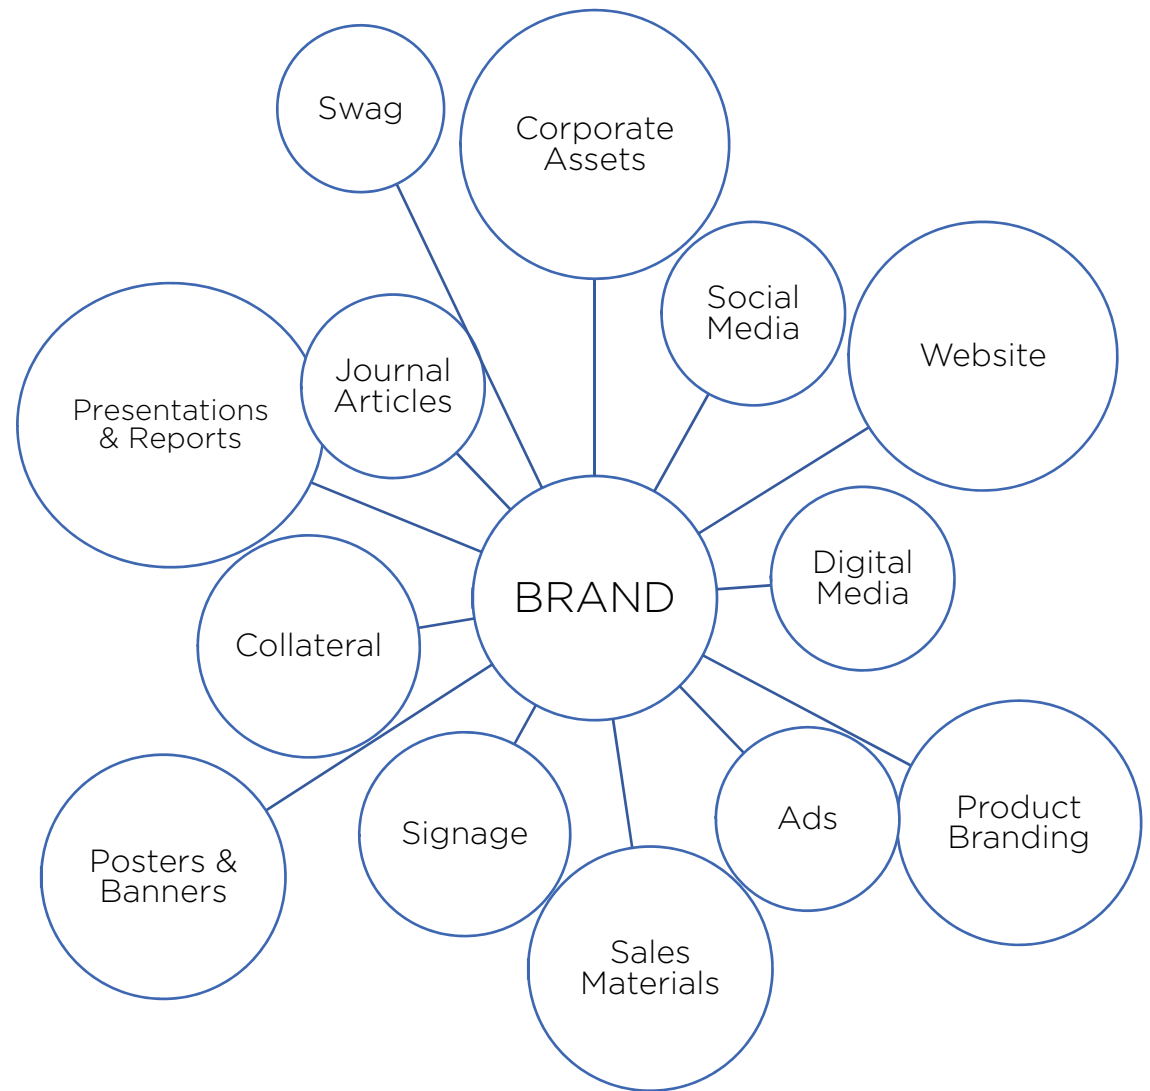 Swag
Corporate
Assets
Social
Media
Website
Journal
Articles
Presentations
& Reports
BRAND
Digital
Media
Collateral
Signage
Ads
Product
Branding
Posters &
Banners
Sales
Materials